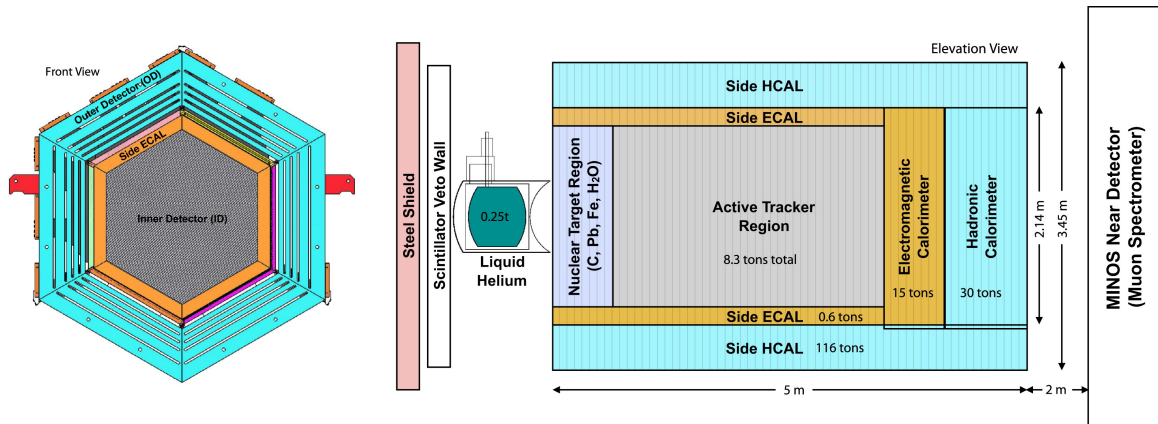 Front View
Outer Detector (OD)
Side ECAL
Inner Detector (ID)
Steel Shield
Scintillator Veto Wall
0.25t
Liquid
Helium
Elevation View
Side HCAL
Side ECAL
Nuclear Target Region
(C, Pb, Fe, H₂O)
Active Tracker
Region
8.3 tons total
Electromagnetic
Calorimeter
15 tons
Hadronic
Calorimeter
30 tons
Side ECAL 0.6 tons
Side HCAL 116 tons
2.14 m
3.45 m
5 m
2 m
MINOS Near Detector
(Muon Spectrometer)